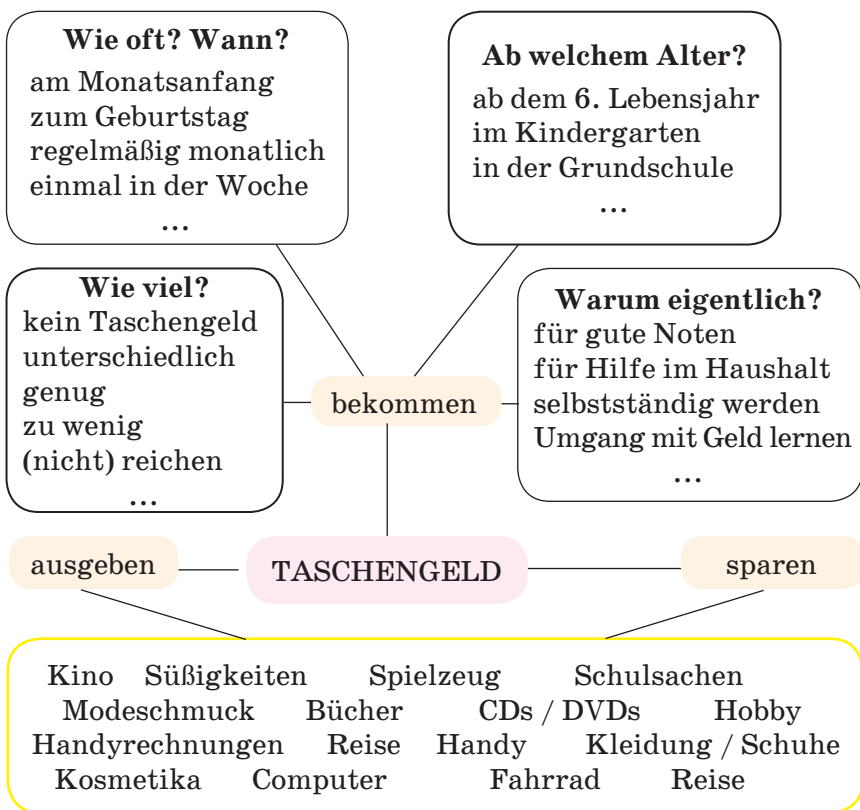 Wie oft? Wann?
am Monatsanfang
zum Geburtstag
regelmäßig monatlich
einmal in der Woche
...
Ab welchem Alter?
ab dem 6. Lebensjahr
im Kindergarten
in der Grundschule
...
Wie viel?
kein Taschengeld
unterschiedlich
genug
zu wenig
(nicht) reichen
...
Warum eigentlich?
für gute Noten
für Hilfe im Haushalt
selbstständig werden
Umgang mit Geld lernen
...
bekommen
ausgeben
TASCHENGELD
sparen
Kino Süßigkeiten Spielzeug Schulsachen
Modeschmuck Bücher CDs / DVDs Hobby
Handyrechnungen Reise Handy Kleidung / Schuhe
Kosmetika Computer Fahrrad Reise